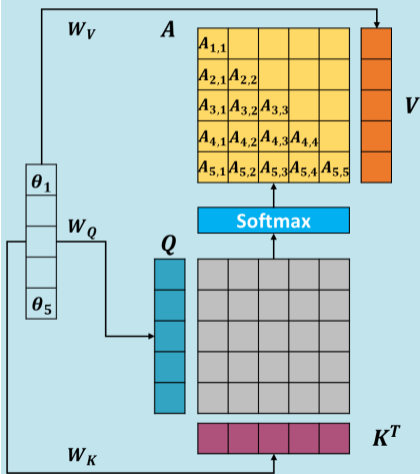 W_V
A
A_{1,1}
A_{2,1} A_{2,2}
A_{3,1} A_{3,2} A_{3,3}
A_{4,1} A_{4,2} A_{4,3} A_{4,4}
A_{5,1} A_{5,2} A_{5,3} A_{5,4} A_{5,5}
V
θ_1
θ_5
W_Q
Softmax
Q
K^T
W_K